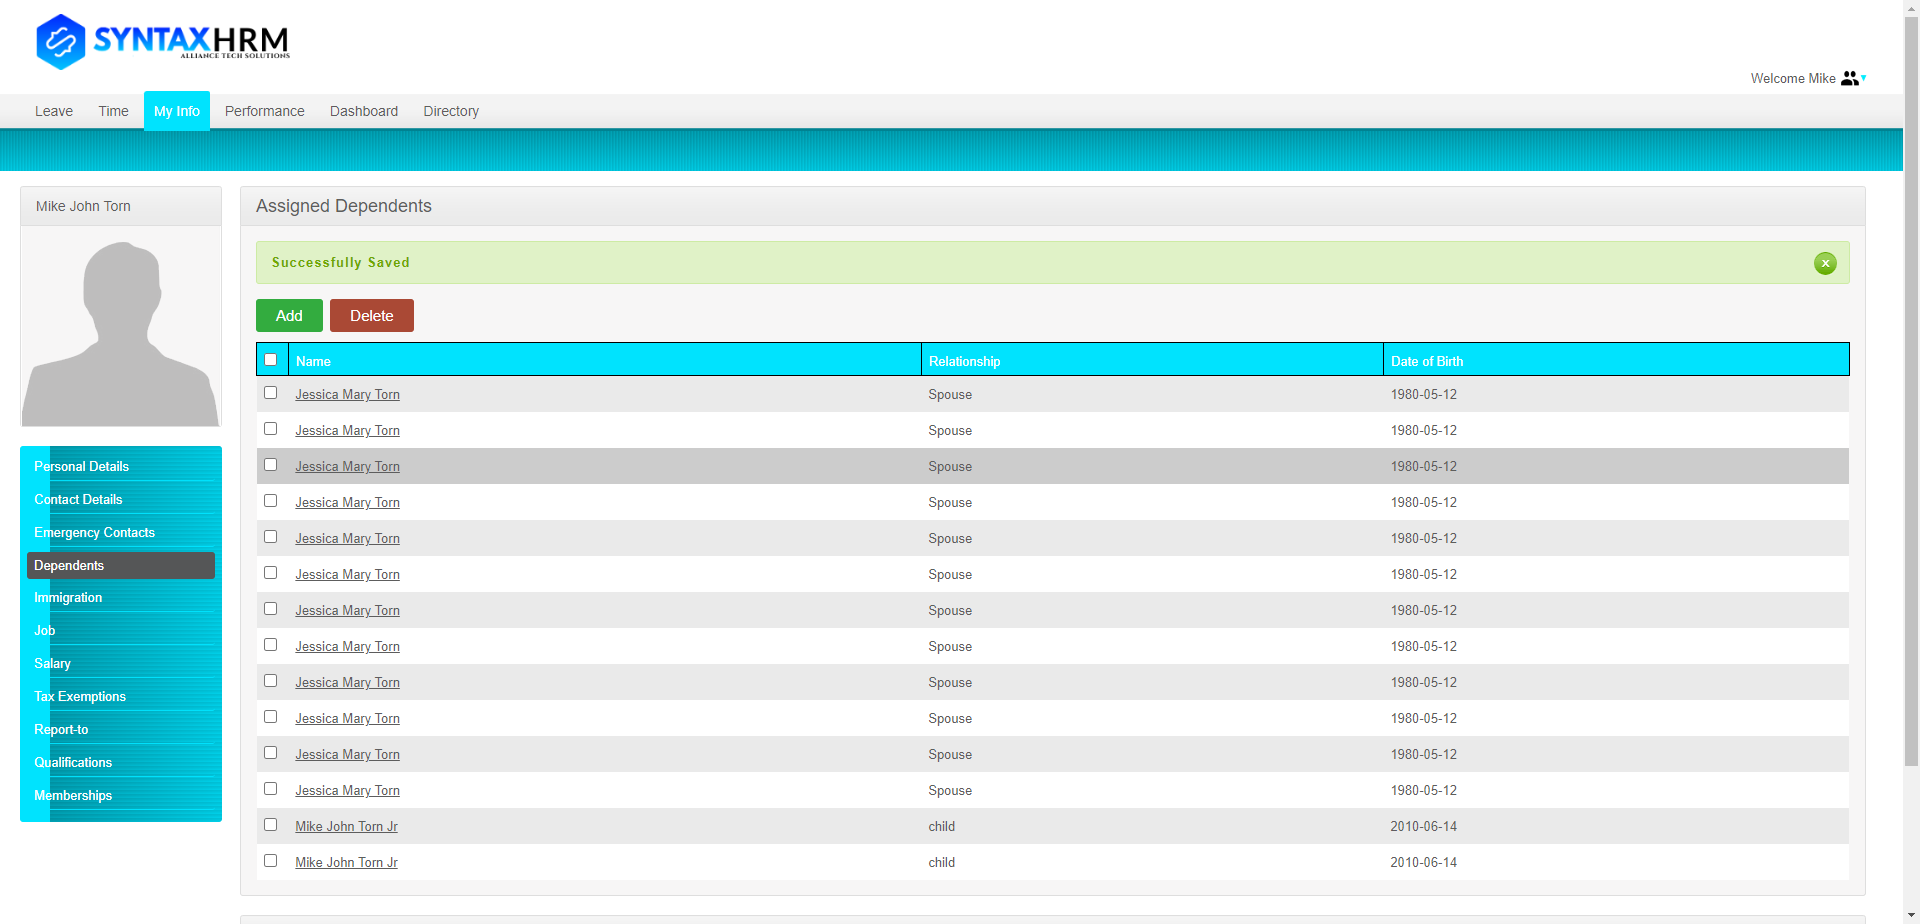 SYNTAXHRM
ALLIANCE TECH SOLUTIONS
Welcome Mike
Leave Time My Info Performance Dashboard Directory
Mike John Torn
Personal Details
Contact Details
Emergency Contacts
Dependents
Immigration
Job
Salary
Tax Exemptions
Report-to
Qualifications
Memberships
Assigned Dependents
Successfully Saved
x
Add Delete
Name Relationship Date of Birth
Jessica Mary Torn Spouse 1980-05-12
Jessica Mary Torn Spouse 1980-05-12
Jessica Mary Torn Spouse 1980-05-12
Jessica Mary Torn Spouse 1980-05-12
Jessica Mary Torn Spouse 1980-05-12
Jessica Mary Torn Spouse 1980-05-12
Jessica Mary Torn Spouse 1980-05-12
Jessica Mary Torn Spouse 1980-05-12
Jessica Mary Torn Spouse 1980-05-12
Jessica Mary Torn Spouse 1980-05-12
Jessica Mary Torn Spouse 1980-05-12
Jessica Mary Torn Spouse 1980-05-12
Mike John Torn Jr child 2010-06-14
Mike John Torn Jr child 2010-06-14